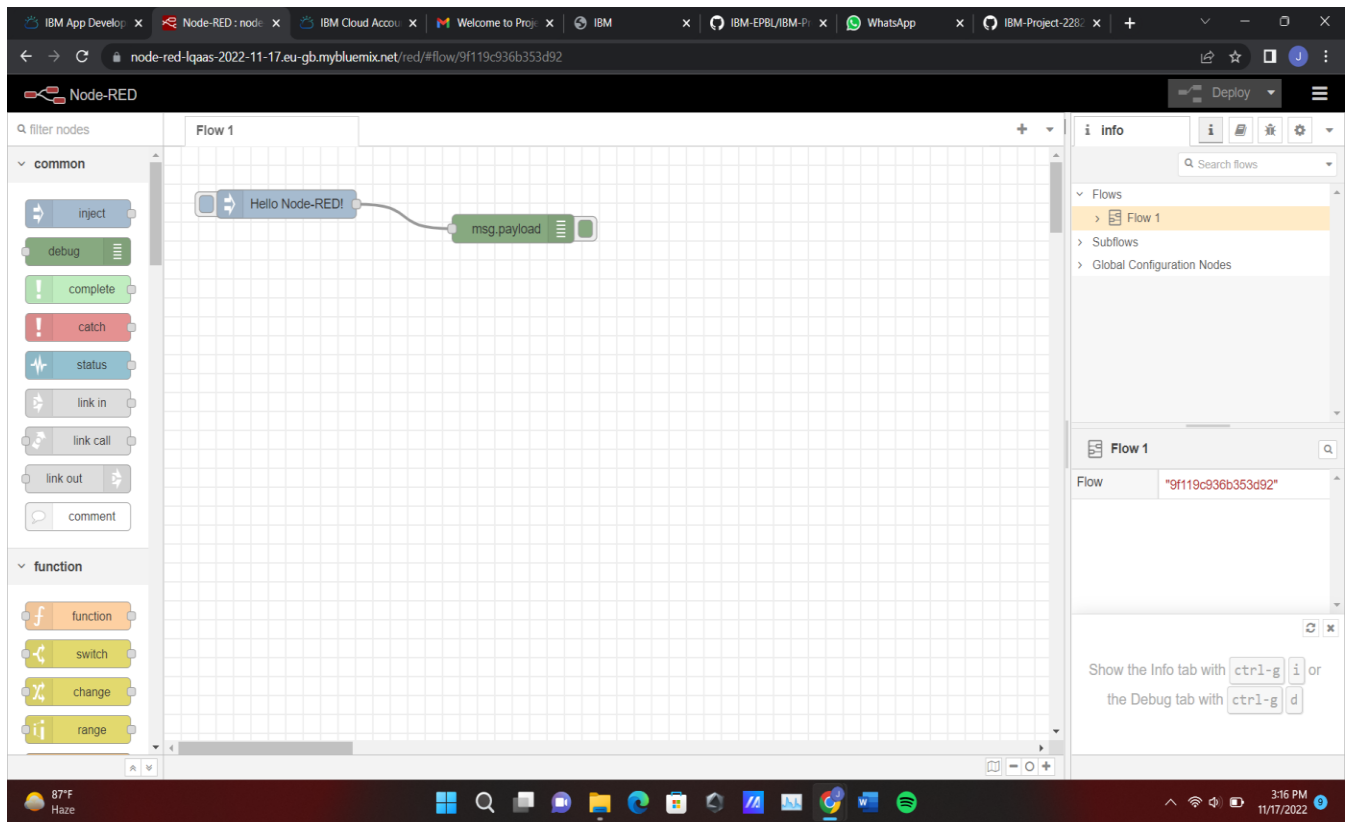 IBM App Develop
Node-RED : node
IBM Cloud Accou
Welcome to Proje
IBM
IBM-EPBL/IBM-Pr
WhatsApp
IBM-Project-2282
node-red-lqaas-2022-11-17.eu-gb.mybluemix.net/red/#flow/9f119c936b353d92
J
Node-RED
Deploy
filter nodes
Flow 1
i info
i
common
Search flows
inject
debug
complete
catch
status
link in
link call
link out
comment
function
function
switch
change
range
Hello Node-RED!
msg.payload
Flows
Flow 1
Subflows
Global Configuration Nodes
Flow 1
Flow "9f119c936b353d92"
Show the Info tab with ctrl-g i or
the Debug tab with ctrl-g d
87°F
Haze
3:16 PM
11/17/2022
9